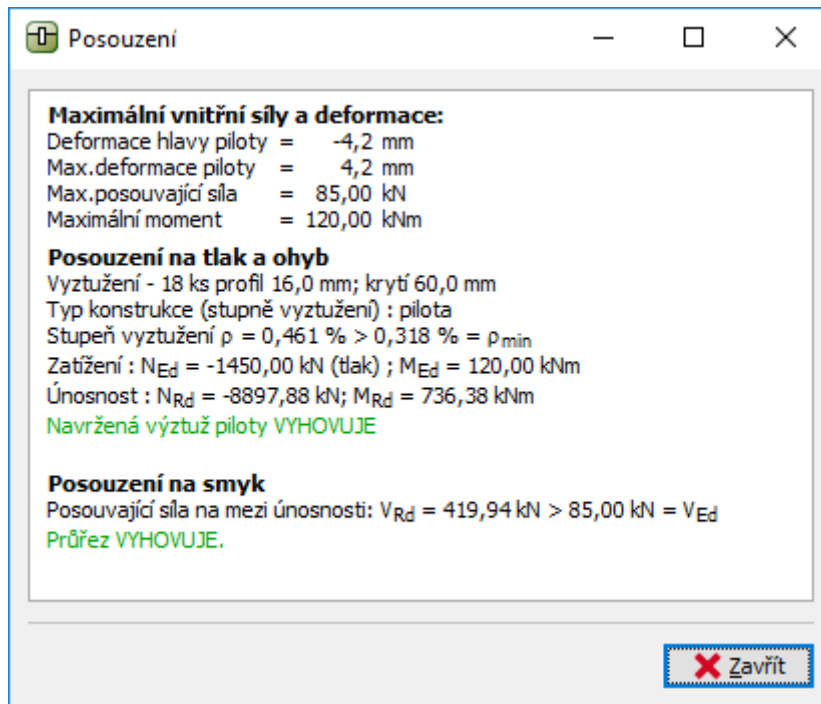 Posouzení
Maximální vnitřní síly a deformace:
Deformace hlavy piloty = -4,2 mm
Max.deformace piloty = 4,2 mm
Max.posouvající síla = 85,00 kN
Maximální moment = 120,00 kNm
Posouzení na tlak a ohyb
Vyztužení - 18 ks profil 16,0 mm; krytí 60,0 mm
Typ konstrukce (stupně vyztužení) : pilota
Stupeň vyztužení ρ = 0,461 % > 0,318 % = ρmin
Zatížení : NEd = -1450,00 kN (tlak) ; MEd = 120,00 kNm
Únosnost : NRd = -8897,88 kN; MRd = 736,38 kNm
Navržená výztuž piloty VYHOVUJE
Posouzení na smyk
Posouvající síla na mezi únosnosti: VRd = 419,94 kN > 85,00 kN = VEd
Průřez VYHOVUJE.
Zavřít